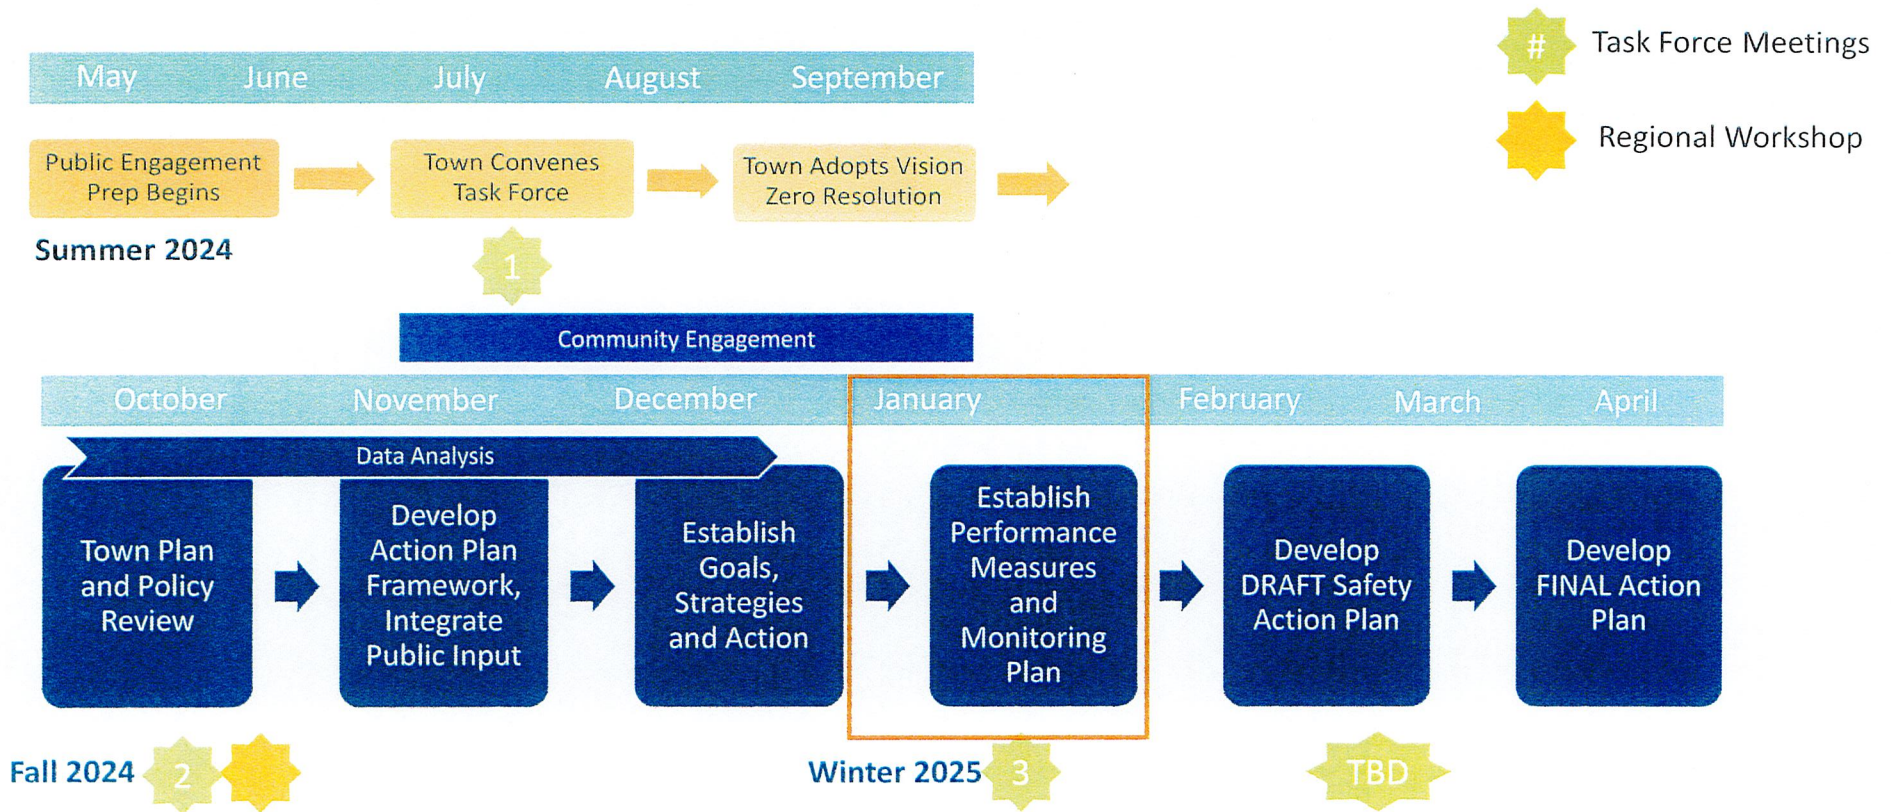 # Task Force Meetings
Regional Workshop
May June July August September
Public Engagement
Prep Begins
Town Convenes
Task Force
Town Adopts Vision
Zero Resolution
Summer 2024
1
Community Engagement
October November December January February March April
Data Analysis
Town Plan
and Policy
Review
Develop
Action Plan
Framework,
Integrate
Public Input
Establish
Goals,
Strategies
and Action
Establish
Performance
Measures
and
Monitoring
Plan
Develop
DRAFT Safety
Action Plan
Develop
FINAL Action
Plan
Fall 2024 2
Winter 2025 3
TBD